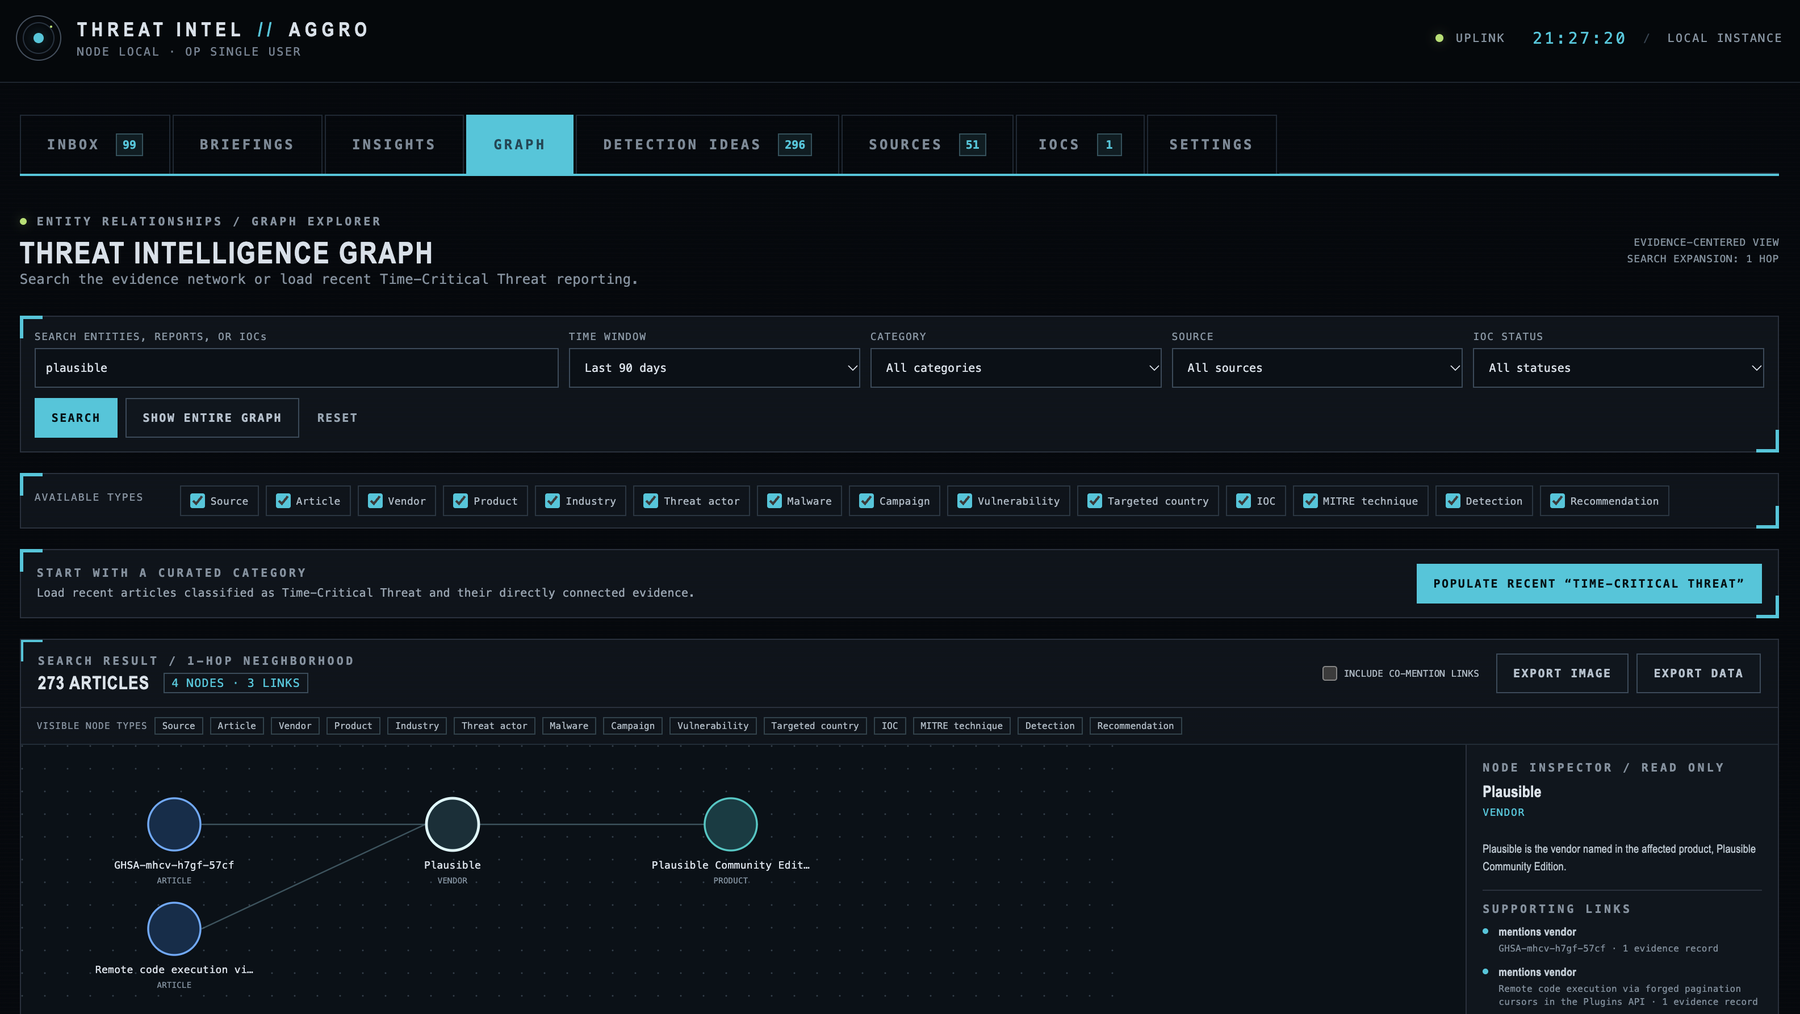 THREAT INTEL // AGGRO
NODE LOCAL · OP SINGLE USER
UPLINK 21:27:20 / LOCAL INSTANCE
INBOX 99 BRIEFINGS INSIGHTS GRAPH DETECTION IDEAS 296 SOURCES 51 IOCS 1 SETTINGS
ENTITY RELATIONSHIPS / GRAPH EXPLORER
THREAT INTELLIGENCE GRAPH
Search the evidence network or load recent Time-Critical Threat reporting.
EVIDENCE-CENTERED VIEW
SEARCH EXPANSION: 1 HOP
SEARCH ENTITIES, REPORTS, OR IOCs TIME WINDOW CATEGORY SOURCE IOC STATUS
plausible Last 90 days All categories All sources All statuses
SEARCH SHOW ENTIRE GRAPH RESET
AVAILABLE TYPES Source Article Vendor Product Industry Threat actor Malware Campaign Vulnerability Targeted country IOC MITRE technique Detection Recommendation
START WITH A CURATED CATEGORY
Load recent articles classified as Time-Critical Threat and their directly connected evidence.
POPULATE RECENT “TIME-CRITICAL THREAT”
SEARCH RESULT / 1-HOP NEIGHBORHOOD
273 ARTICLES 4 NODES · 3 LINKS
INCLUDE CO-MENTION LINKS EXPORT IMAGE EXPORT DATA
VISIBLE NODE TYPES Source Article Vendor Product Industry Threat actor Malware Campaign Vulnerability Targeted country IOC MITRE technique Detection Recommendation
GHSA-mhcv-h7gf-57cf
ARTICLE
Plausible
VENDOR
Plausible Community Edit…
PRODUCT
Remote code execution vi…
ARTICLE
NODE INSPECTOR / READ ONLY
Plausible
VENDOR
Plausible is the vendor named in the affected product, Plausible
Community Edition.
SUPPORTING LINKS
mentions vendor
GHSA-mhcv-h7gf-57cf · 1 evidence record
mentions vendor
Remote code execution via forged pagination
cursors in the Plugins API · 1 evidence record